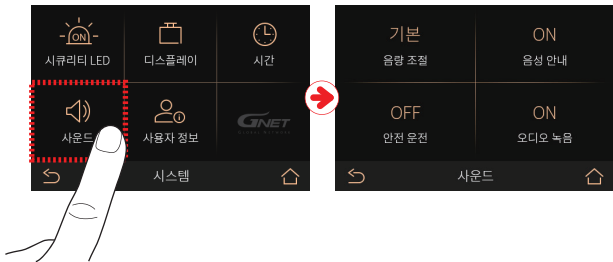 ON
시큐리티 LED
디스플레이
시간
사운드
사용자 정보
GNET
Global Network
시스템
기본
음량 조절
ON
음성 안내
OFF
안전 운전
ON
오디오 녹음
사운드